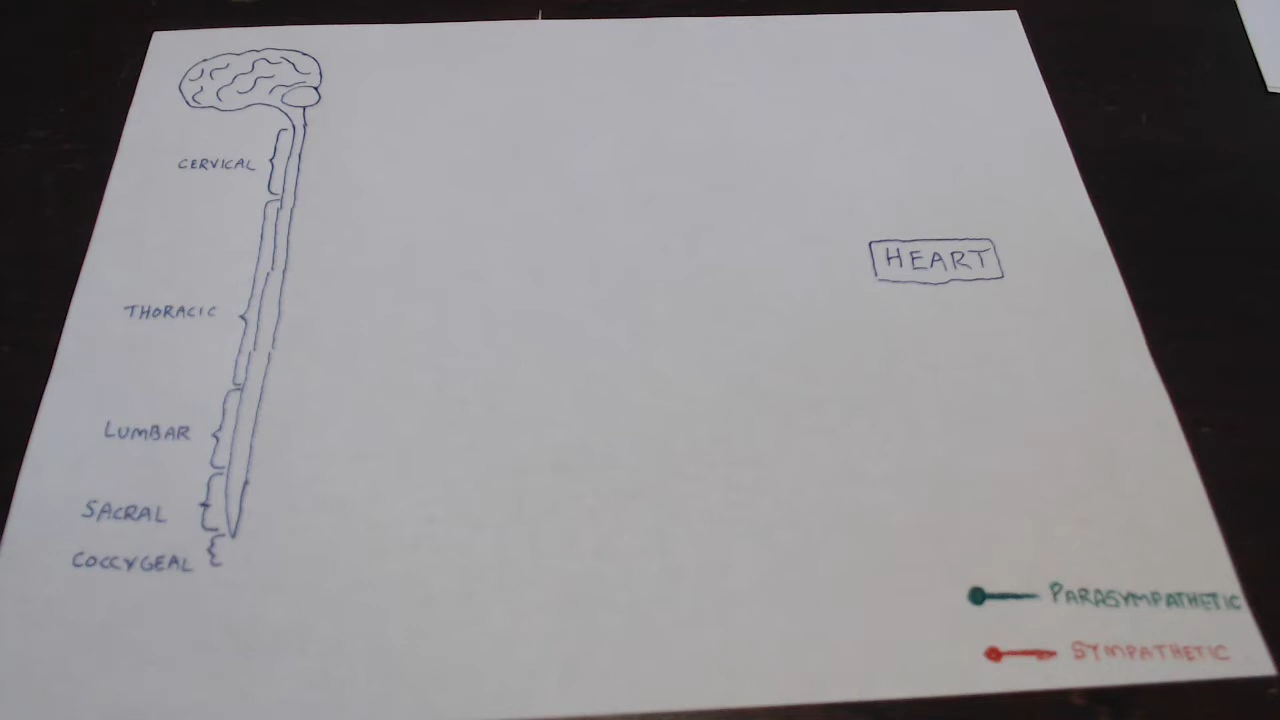 CERVICAL
HEART
THORACIC
LUMBAR
SACRAL
COCCYGEAL
PARASYMPATHETIC
SYMPATHETIC